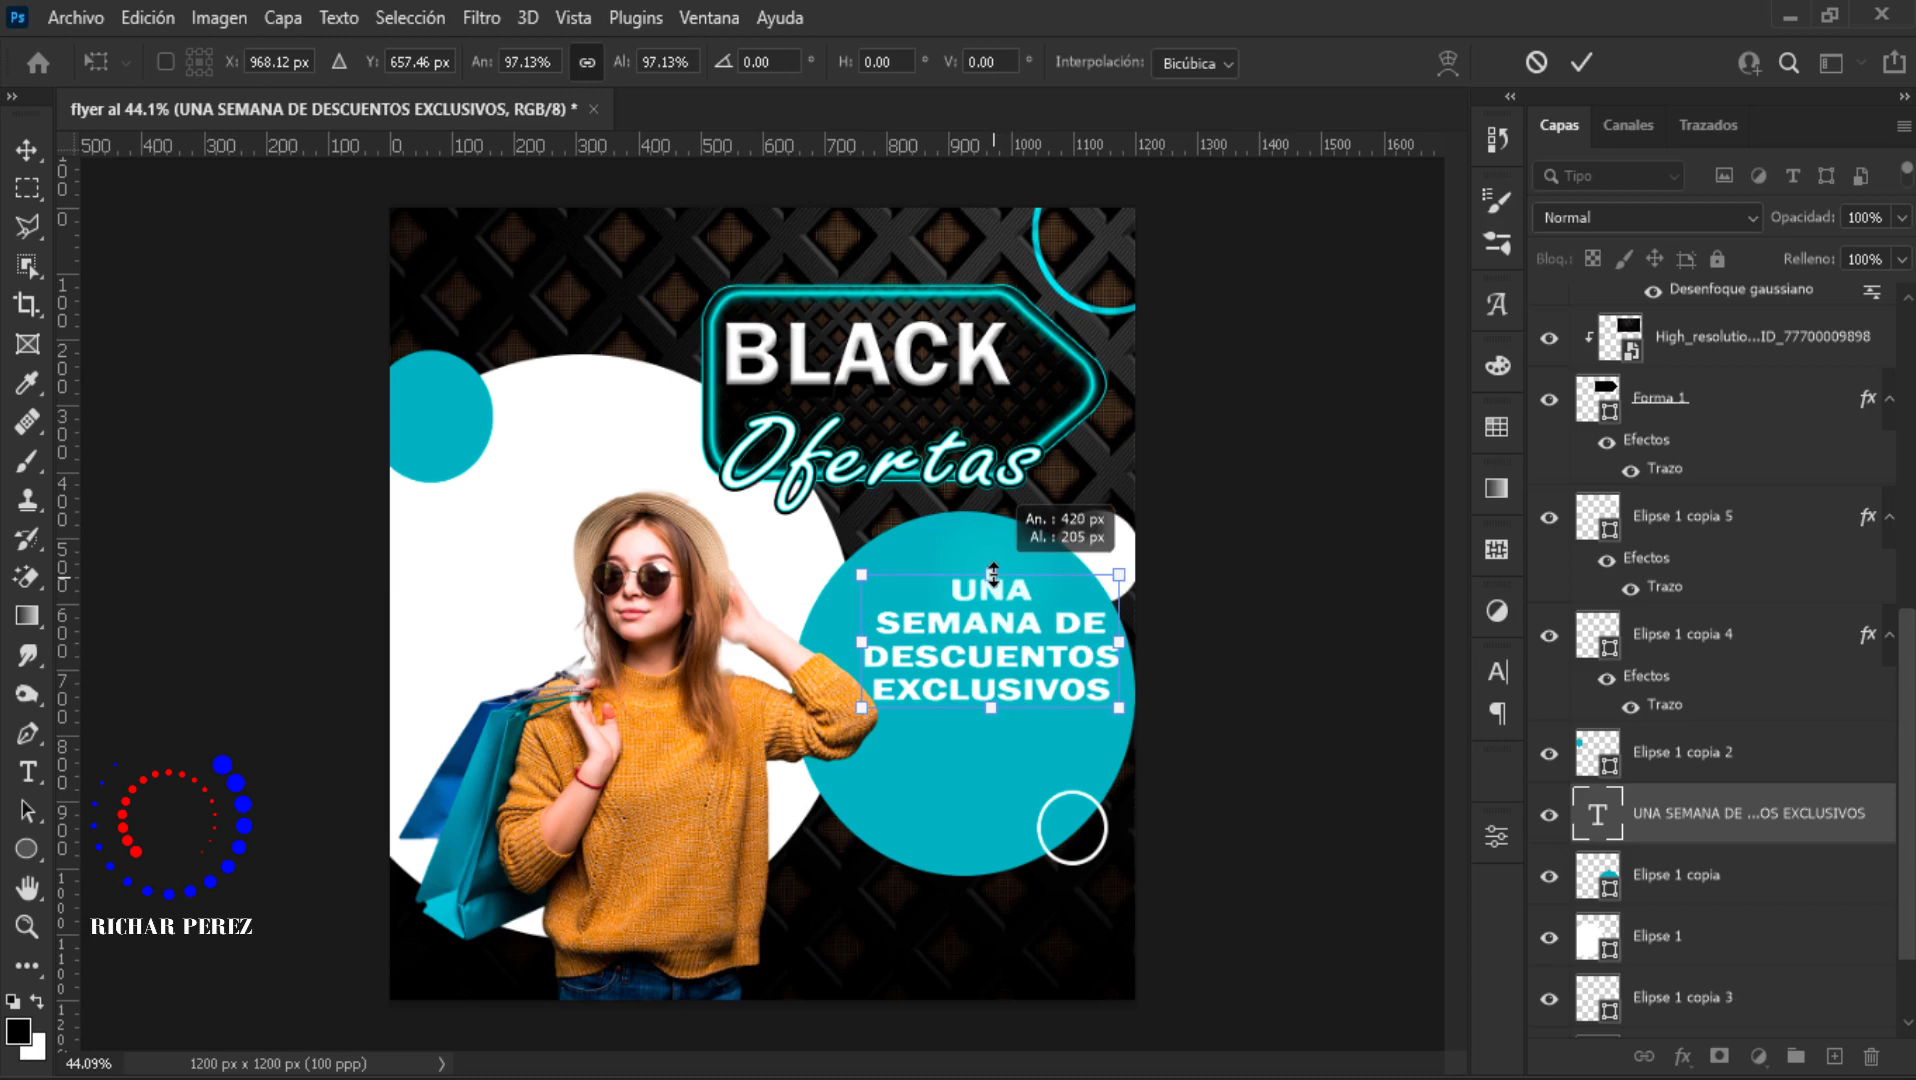 Ps Archivo Edición Imagen Capa Texto Selección Filtro 3D Vista Plugins Ventana Ayuda
X: 968.12 px Y: 657.46 px An.: 97.13% Al: 97.13% 0.00 ° H: 0.00 ° V: 0.00 ° Interpolación: Bicúbica
flyer al 44.1% (UNA SEMANA DE DESCUENTOS EXCLUSIVOS, RGB/8) *
500 400 300 200 100 0 100 200 300 400 500 600 700 800 900 1000 1100 1200 1300 1400 1500 1600
BLACK
Ofertas
An. : 420 px
Al. : 205 px
UNA
SEMANA DE
DESCUENTOS
EXCLUSIVOS
RICHAR PEREZ
44.09% 1200 px x 1200 px (100 ppp)
Capas Canales Trazados
Tipo
Normal Opacidad: 100%
Bloq.: Relleno: 100%
Desenfoque gaussiano
High_resolutio...ID_77700009898
Forma 1 fx
Efectos
Trazo
Elipse 1 copia 5 fx
Efectos
Trazo
Elipse 1 copia 4 fx
Efectos
Trazo
Elipse 1 copia 2
UNA SEMANA DE ...OS EXCLUSIVOS
Elipse 1 copia
Elipse 1
Elipse 1 copia 3
fx